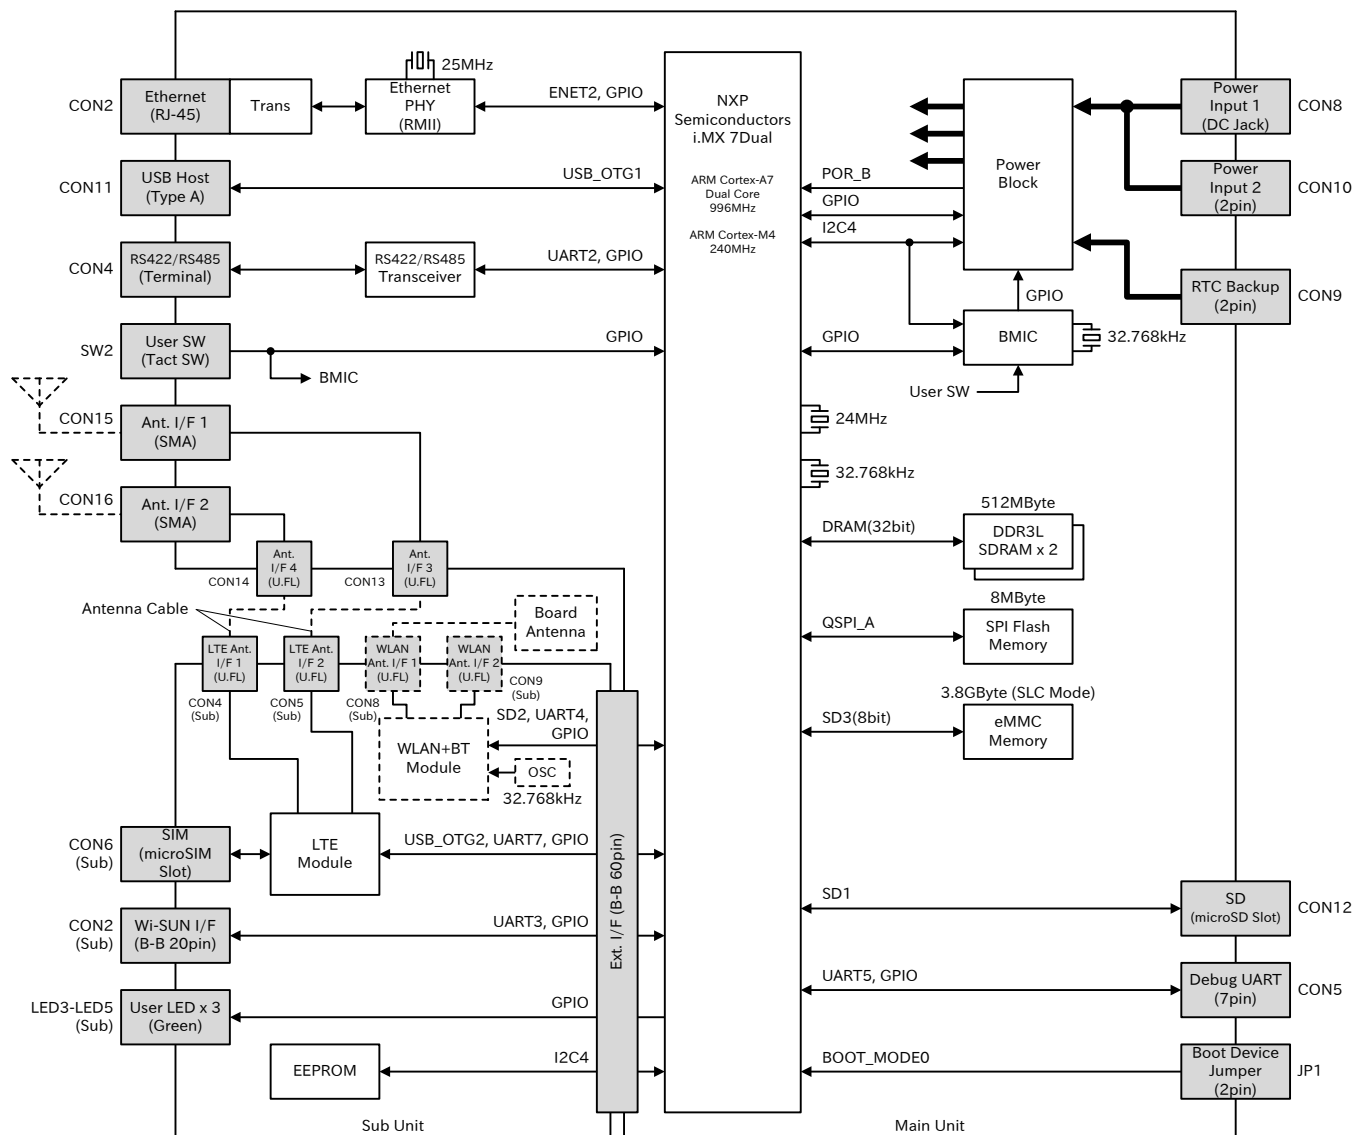 25MHz
CON2
Ethernet
(RJ-45)
Trans
Ethernet
PHY
(RMII)
ENET2, GPIO
CON11
USB Host
(Type A)
USB_OTG1
CON4
RS422/RS485
(Terminal)
RS422/RS485
Transceiver
UART2, GPIO
SW2
User SW
(Tact SW)
GPIO
BMIC
CON15
Ant. I/F 1
(SMA)
CON16
Ant. I/F 2
(SMA)
CON14
Ant.
I/F 4
(U.FL)
CON13
Ant.
I/F 3
(U.FL)
Antenna Cable
Board
Antenna
LTE Ant.
I/F 1
(U.FL)
LTE Ant.
I/F 2
(U.FL)
WLAN
Ant. I/F 1
(U.FL)
WLAN
Ant. I/F 2
(U.FL)
CON4
(Sub)
CON5
(Sub)
CON8
(Sub)
CON9
(Sub)
SD2, UART4,
GPIO
WLAN+BT
Module
OSC
32.768kHz
CON6
(Sub)
SIM
(microSIM
Slot)
LTE
Module
USB_OTG2, UART7, GPIO
CON2
(Sub)
Wi-SUN I/F
(B-B 20pin)
UART3, GPIO
LED3-LED5
(Sub)
User LED x 3
(Green)
GPIO
EEPROM
I2C4
Ext. I/F (B-B 60pin)
Sub Unit
NXP
Semiconductors
i.MX 7Dual
ARM Cortex-A7
Dual Core
996MHz
ARM Cortex-M4
240MHz
POR_B
GPIO
I2C4
Power
Block
Power
Input 1
(DC Jack)
CON8
Power
Input 2
(2pin)
CON10
RTC Backup
(2pin)
CON9
GPIO
GPIO
BMIC
32.768kHz
User SW
24MHz
32.768kHz
512MByte
DRAM(32bit)
DDR3L
SDRAM x 2
8MByte
QSPI_A
SPI Flash
Memory
3.8GByte (SLC Mode)
SD3(8bit)
eMMC
Memory
SD1
SD
(microSD Slot)
CON12
UART5, GPIO
Debug UART
(7pin)
CON5
BOOT_MODE0
Boot Device
Jumper
(2pin)
JP1
Main Unit